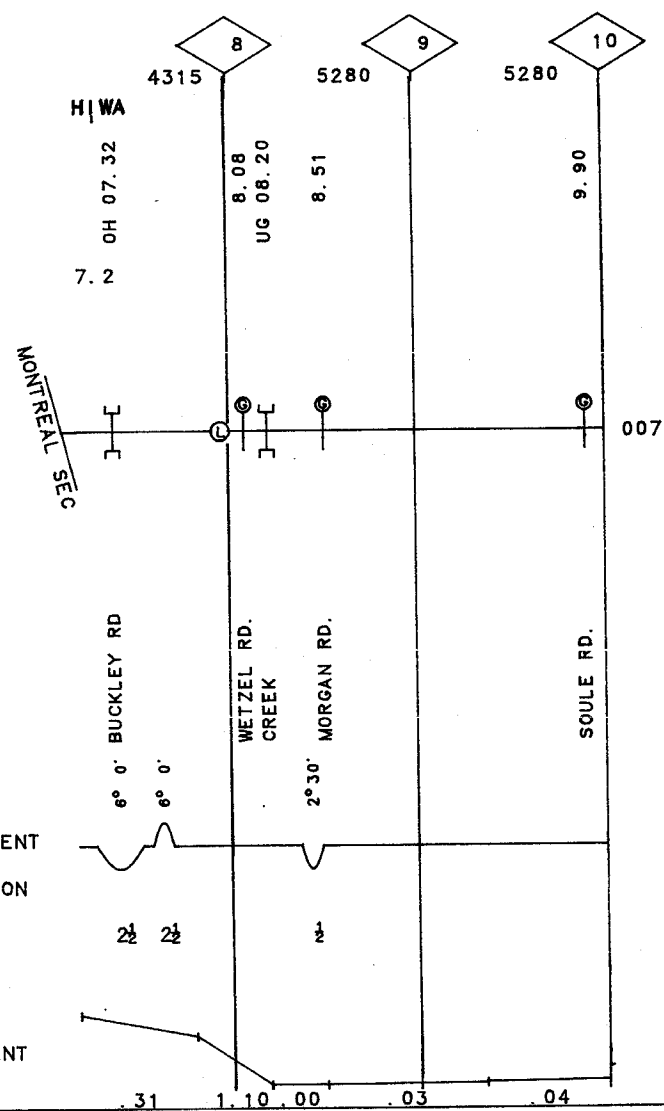 8 9 10
4315 5280 5280
HIWA
OH 07.32
8.08
UG 08.20
8.51
9.90
7.2
MONTREAL SEC
L G G G
007
BUCKLEY RD
WETZEL RD.
CREEK
MORGAN RD.
SOULE RD.
6° 0' 6° 0' 2°30'
ENT
ON
2½ 2½ ½
NT
.31 1.10 .00 .03 .04